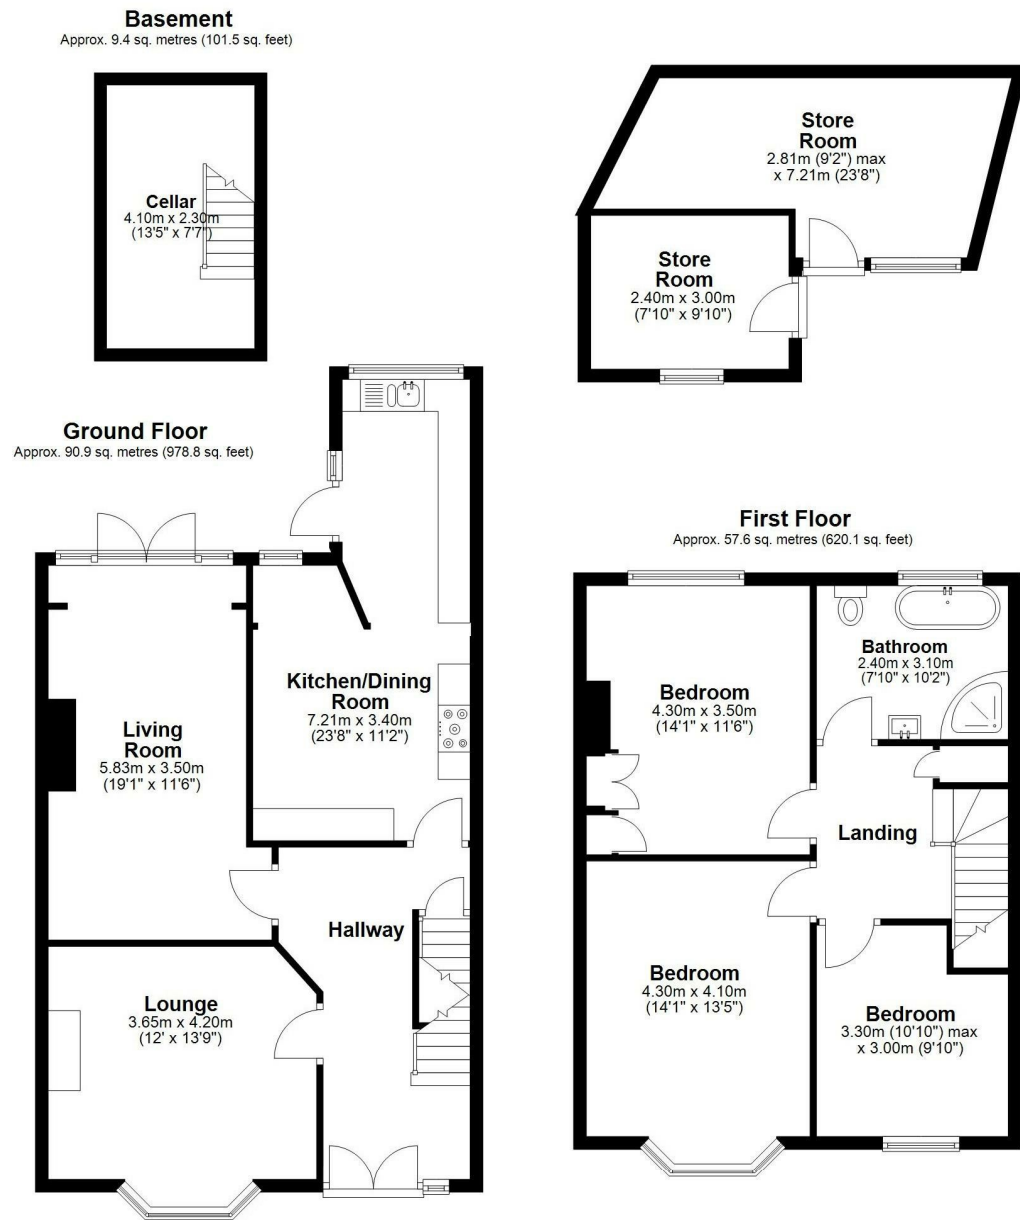 Basement
Approx. 9.4 sq. metres (101.5 sq. feet)
Cellar
4.10m x 2.30m
(13'5" x 7'7")
Store
Room
2.81m (9'2") max
x 7.21m (23'8")
Store
Room
2.40m x 3.00m
(7'10" x 9'10")
Ground Floor
Approx. 90.9 sq. metres (978.8 sq. feet)
Kitchen/Dining
Room
7.21m x 3.40m
(23'8" x 11'2")
Living
Room
5.83m x 3.50m
(19'1" x 11'6")
Hallway
Lounge
3.65m x 4.20m
(12' x 13'9")
First Floor
Approx. 57.6 sq. metres (620.1 sq. feet)
Bathroom
2.40m x 3.10m
(7'10" x 10'2")
Bedroom
4.30m x 3.50m
(14'1" x 11'6")
Landing
Bedroom
4.30m x 4.10m
(14'1" x 13'5")
Bedroom
3.30m (10'10") max
x 3.00m (9'10")